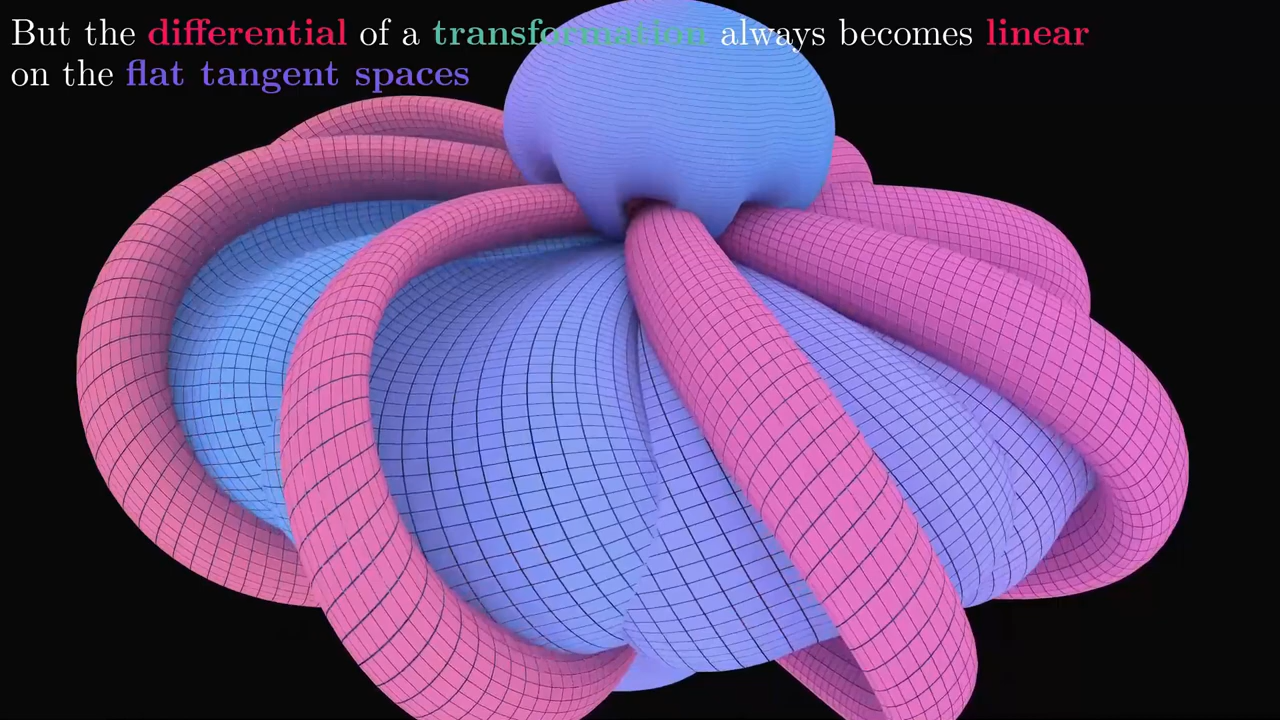 But the differential of a transformation always becomes linear
on the flat tangent spaces